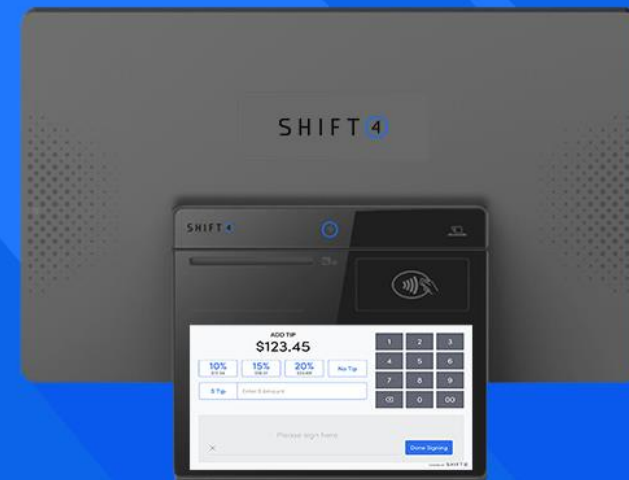 SHIFT4
SHIFT4
ADD TIP
$123.45
10%
15%
20%
No Tip
$ Tip
Enter $ Amount
1 2 3
4 5 6
7 8 9
0 00
Please sign here
Done Signing
SHIFT4